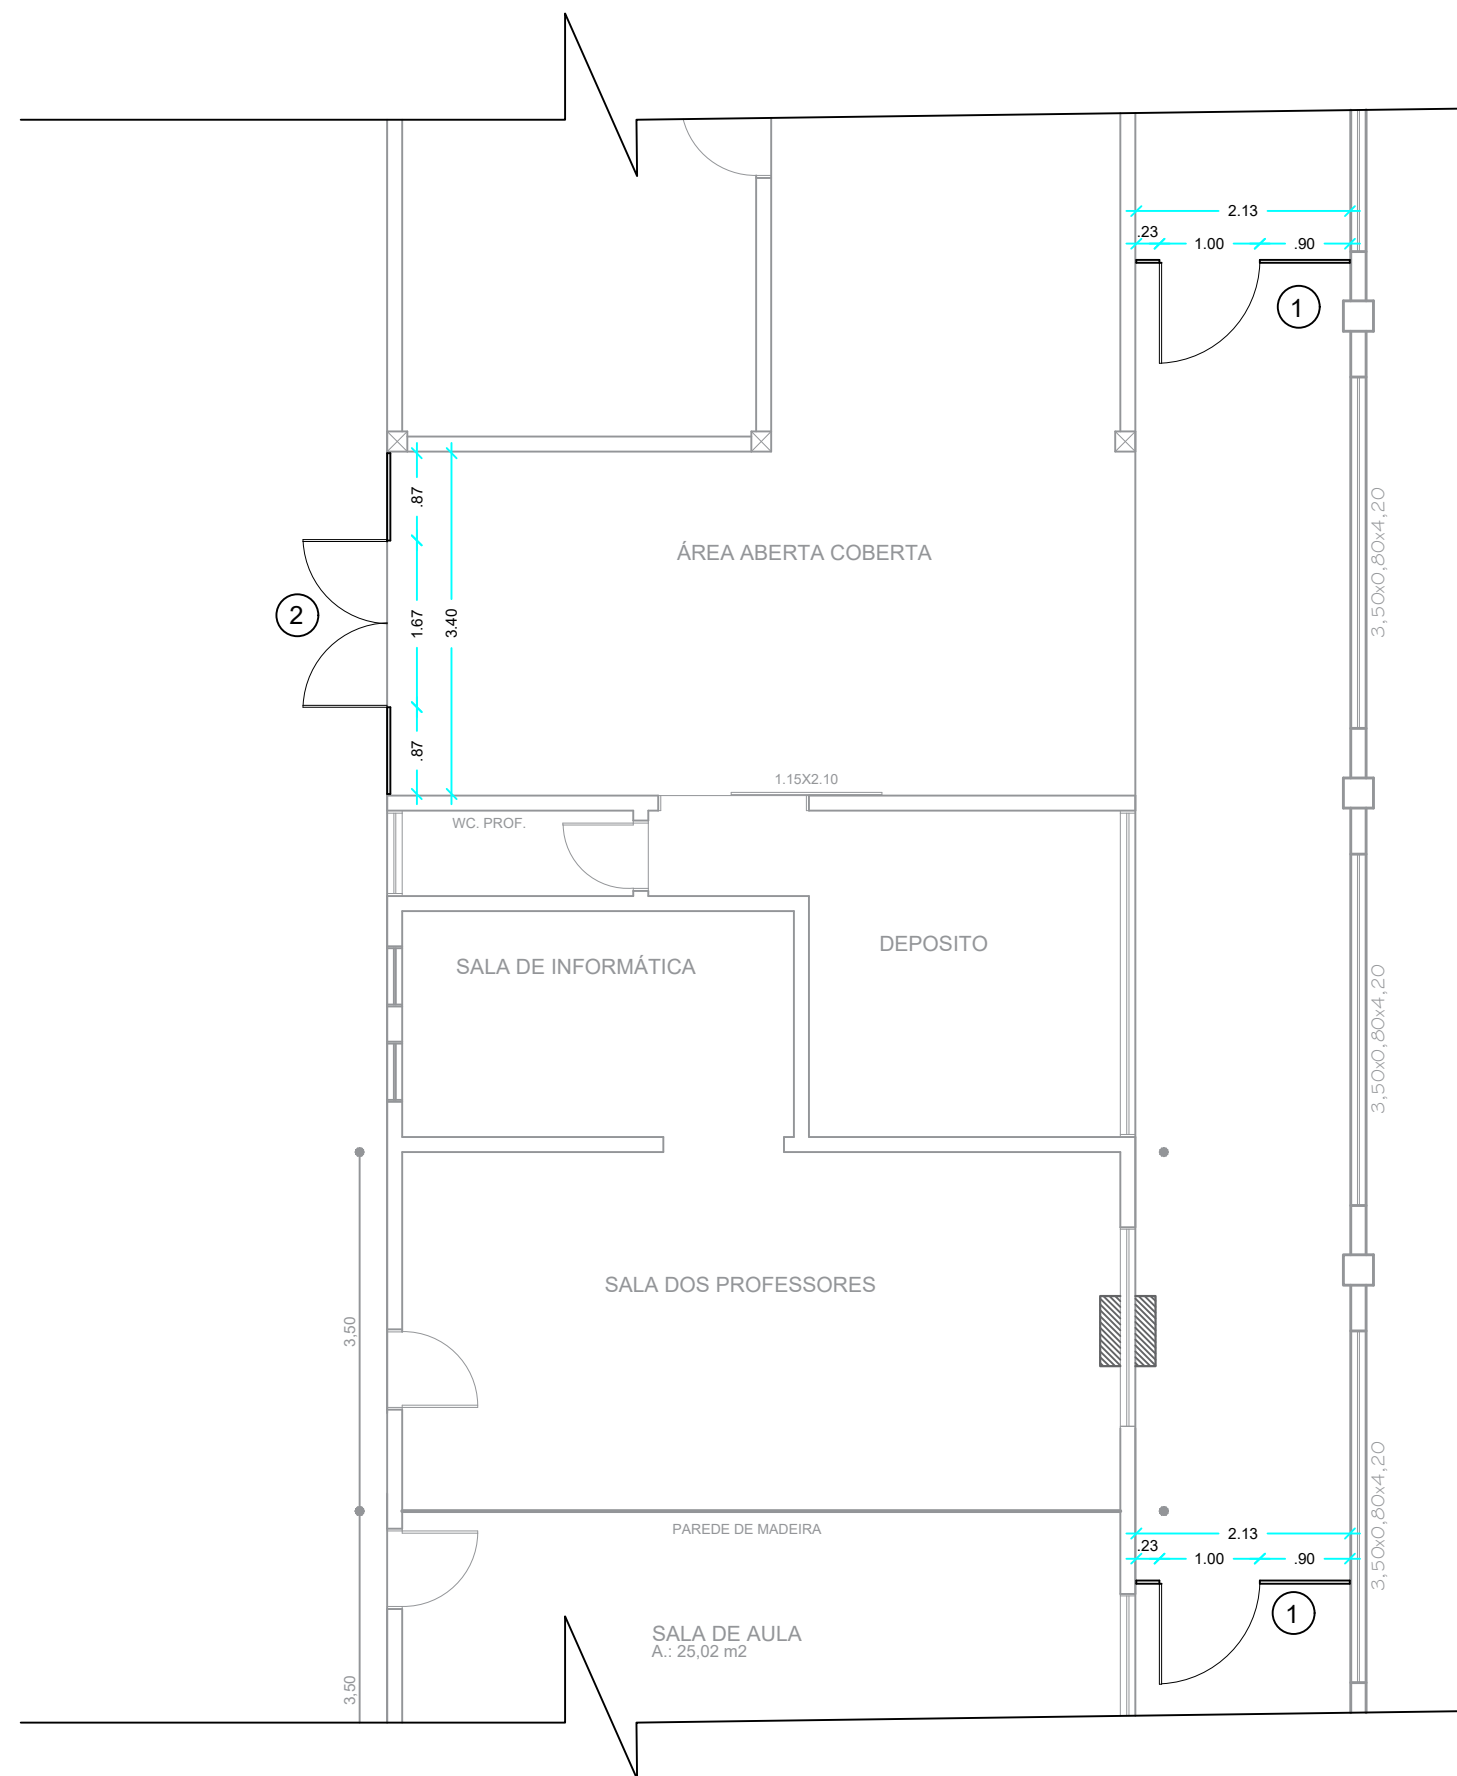 2.13
.23
1.00
.90
1
.87
1.67
3.40
.87
2
ÁREA ABERTA COBERTA
3,50x0,80x4,20
1.15X2.10
WC. PROF.
DEPOSITO
SALA DE INFORMÁTICA
3,50x0,80x4,20
SALA DOS PROFESSORES
3,50
PAREDE DE MADEIRA
2.13
.23
1.00
.90
3,50x0,80x4,20
1
SALA DE AULA
A.: 25,02 m2
3,50